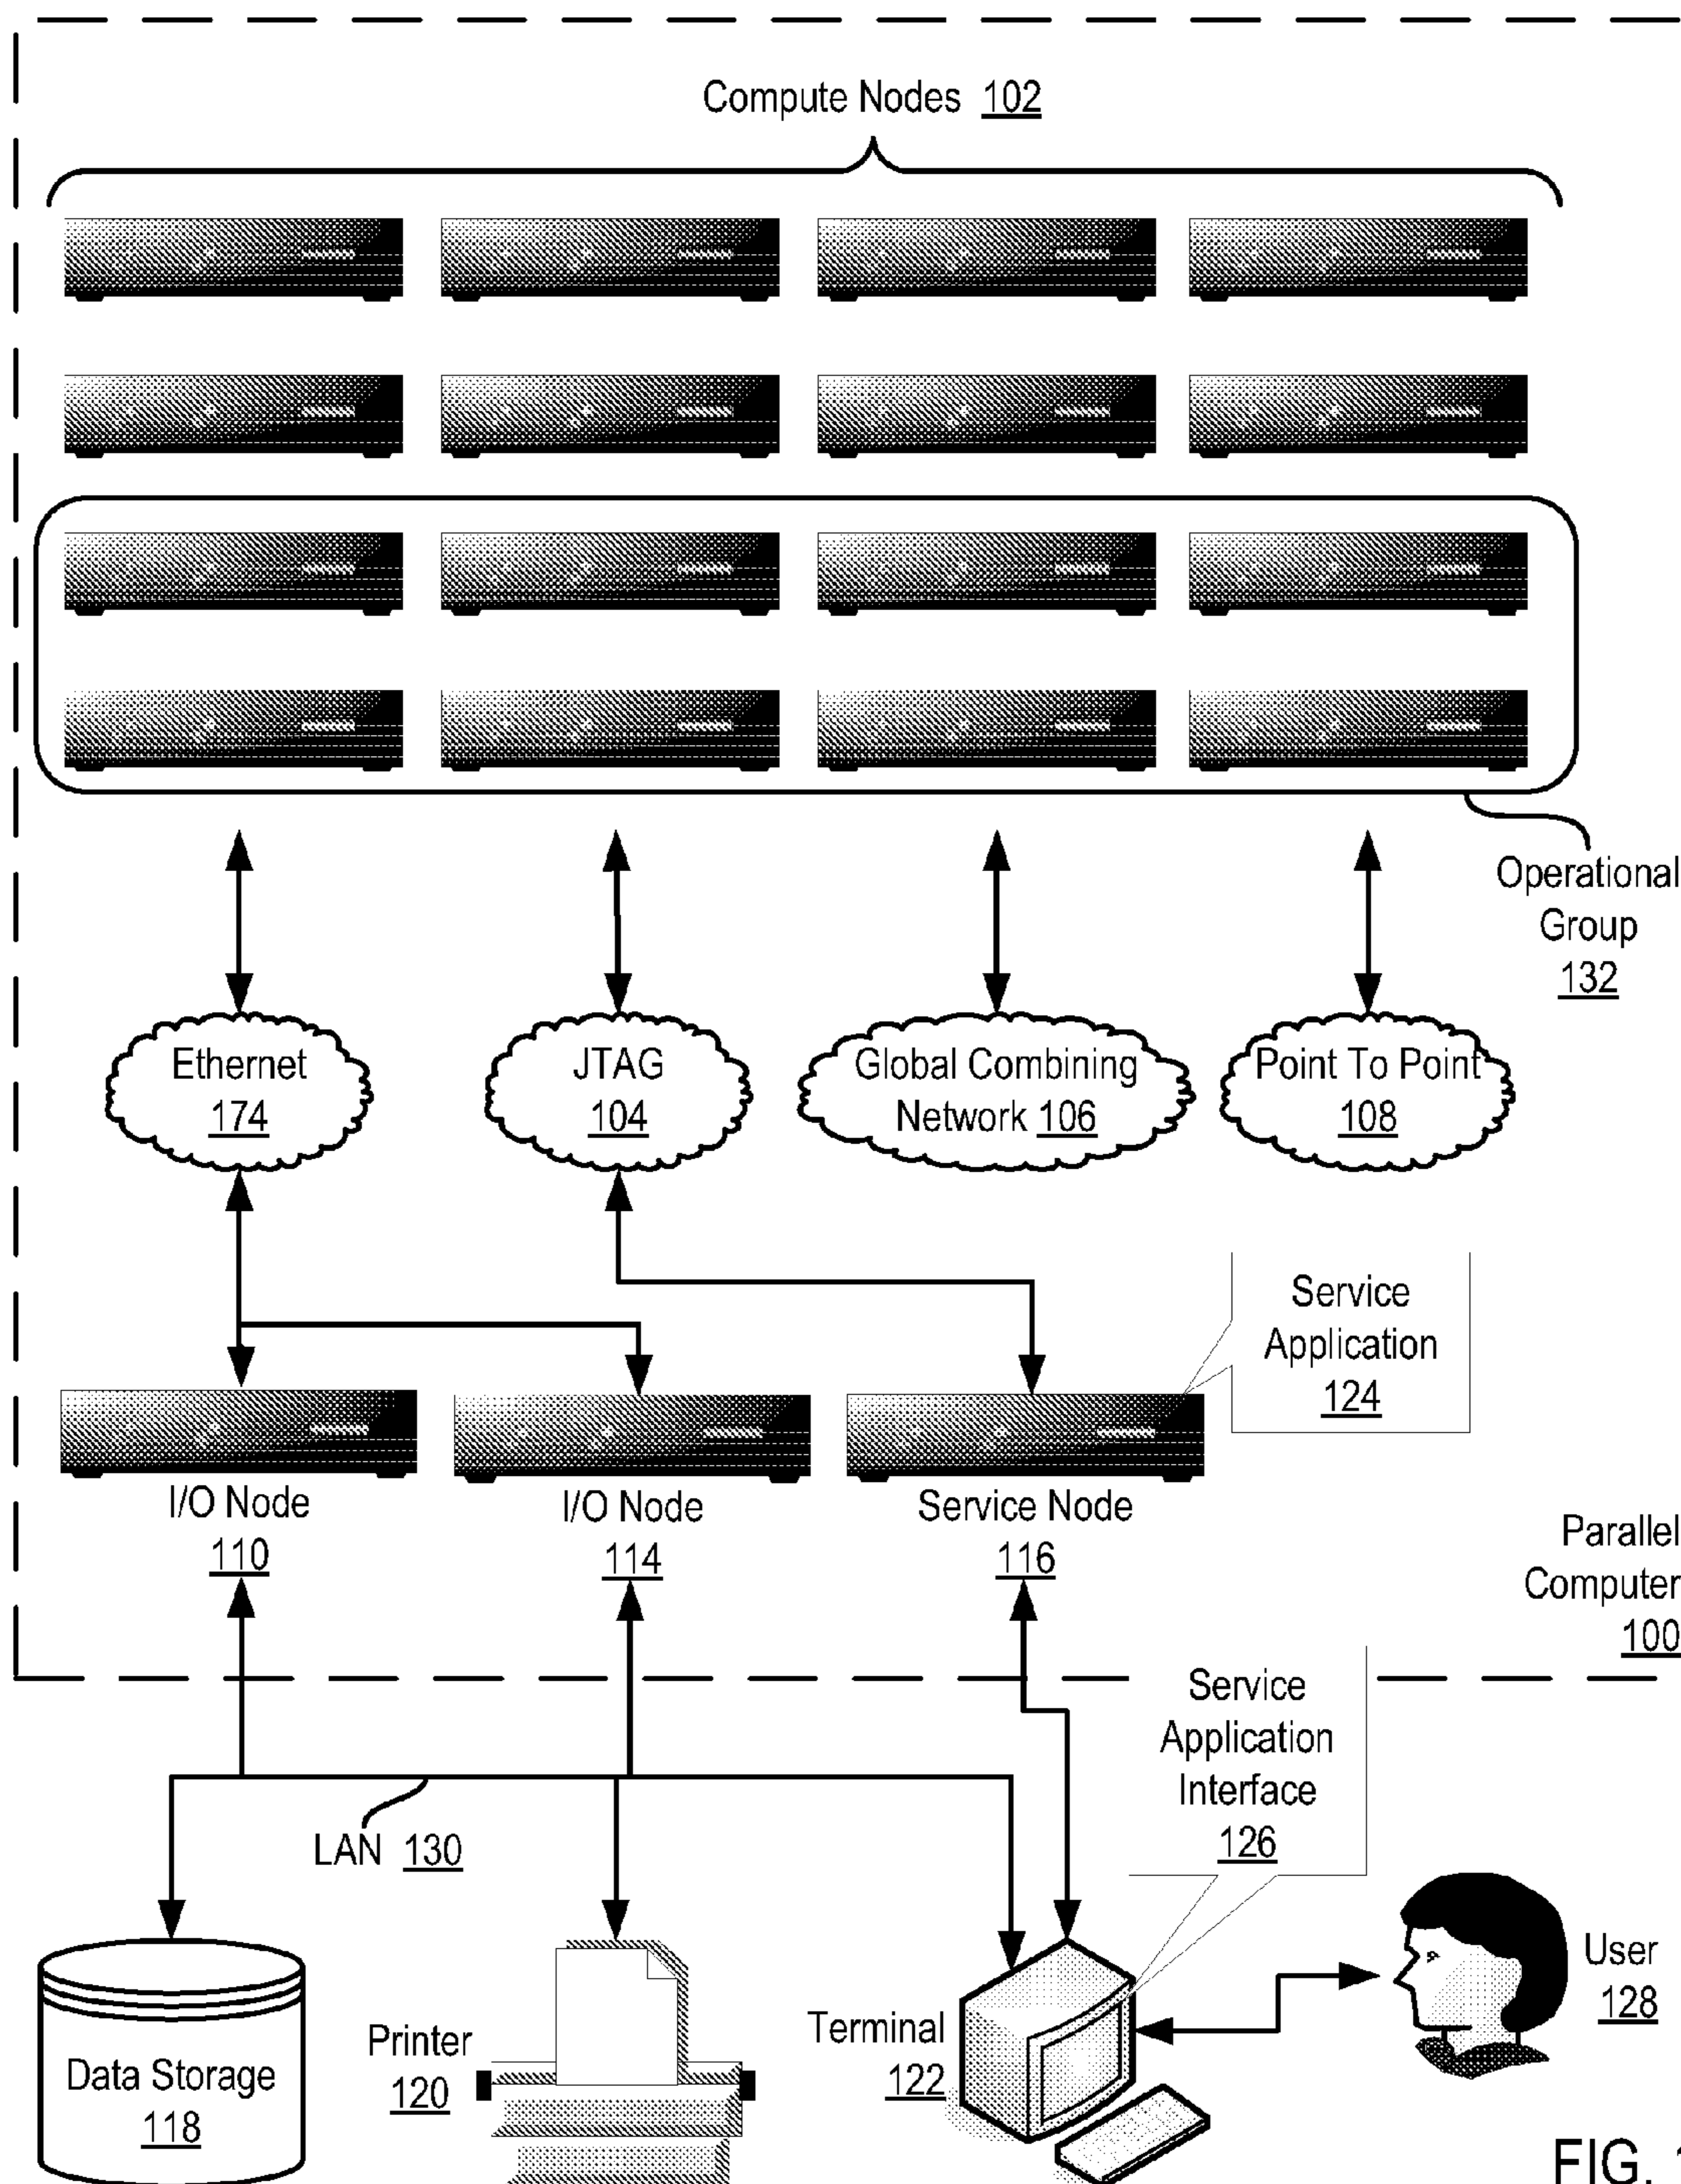 Compute Nodes 102
Operational
Group
132
Ethernet
174
JTAG
104
Global Combining
Network 106
Point To Point
108
Service
Application
124
I/O Node
110
I/O Node
114
Service Node
116
Parallel
Computer
100
Service
Application
Interface
126
LAN 130
Data Storage
118
Printer
120
Terminal
122
User
128
FIG. 1